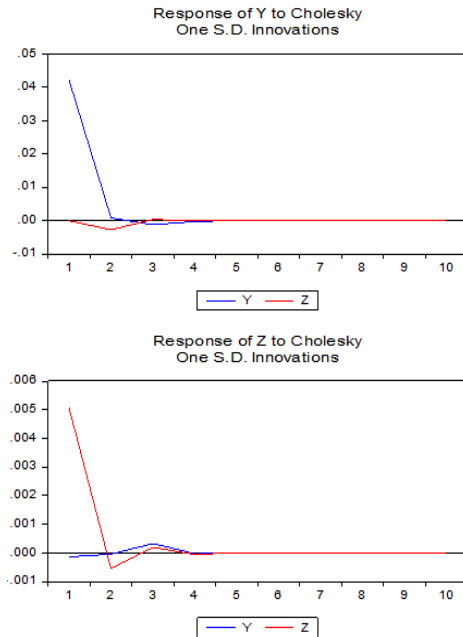 Response of Y to Cholesky
One S.D. Innovations
.05
.04
.03
.02
.01
.00
-.01
1 2 3 4 5 6 7 8 9 10
Y Z
Response of Z to Cholesky
One S.D. Innovations
.006
.005
.004
.003
.002
.001
.000
-.001
1 2 3 4 5 6 7 8 9 10
Y Z